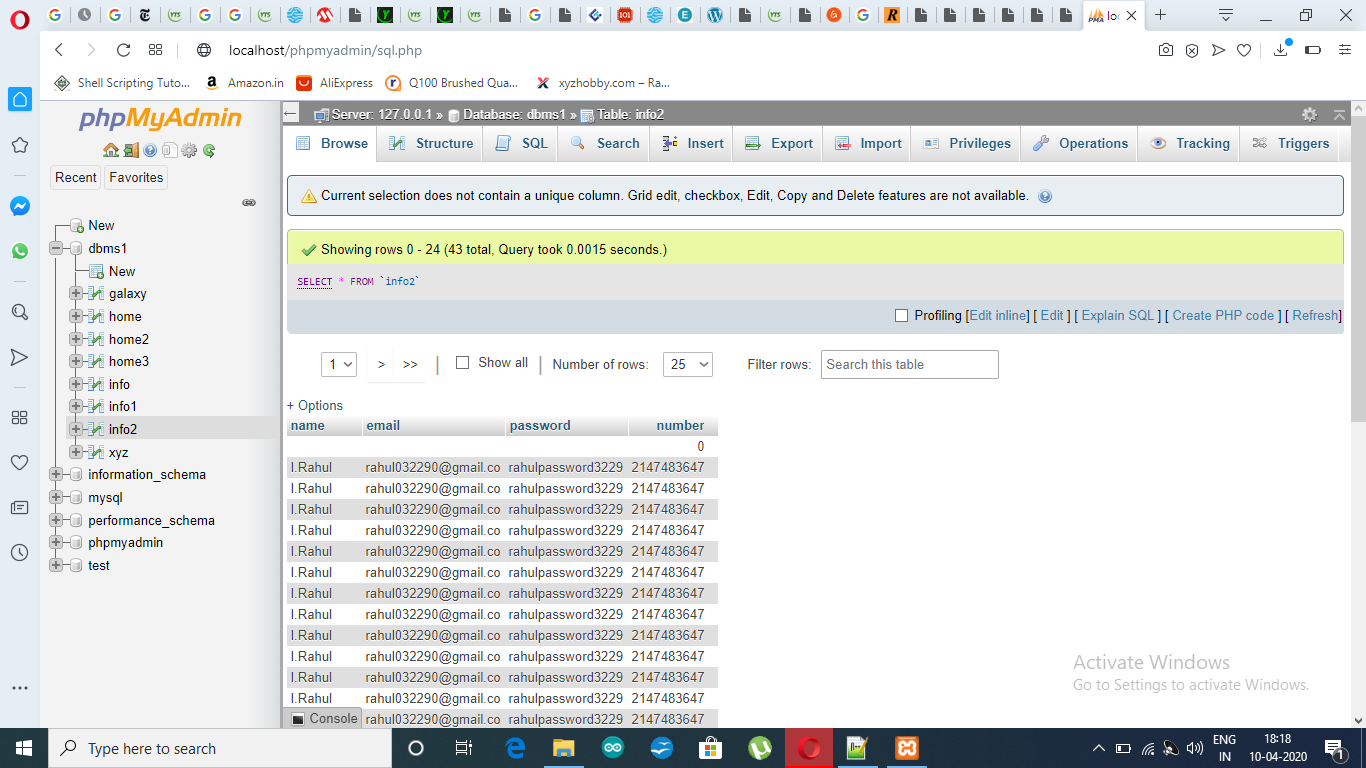 localhost/phpmyadmin/sql.php
Shell Scripting Tuto... Amazon.in AliExpress Q100 Brushed Qua... xyzhobby.com – Ra...
phpMyAdmin
Recent Favorites
New
dbms1
New
galaxy
home
home2
home3
info
info1
info2
xyz
information_schema
mysql
performance_schema
phpmyadmin
test
Server: 127.0.0.1 » Database: dbms1 » Table: info2
Browse Structure SQL Search Insert Export Import Privileges Operations Tracking Triggers
Current selection does not contain a unique column. Grid edit, checkbox, Edit, Copy and Delete features are not available.
Showing rows 0 - 24 (43 total, Query took 0.0015 seconds.)
SELECT * FROM `info2`
Profiling [Edit inline] [ Edit ] [ Explain SQL ] [ Create PHP code ] [ Refresh]
1 > >> | Show all | Number of rows: 25 Filter rows: Search this table
+ Options
name email password number
0
I.Rahul rahul032290@gmail.co rahulpassword3229 2147483647
I.Rahul rahul032290@gmail.co rahulpassword3229 2147483647
I.Rahul rahul032290@gmail.co rahulpassword3229 2147483647
I.Rahul rahul032290@gmail.co rahulpassword3229 2147483647
I.Rahul rahul032290@gmail.co rahulpassword3229 2147483647
I.Rahul rahul032290@gmail.co rahulpassword3229 2147483647
I.Rahul rahul032290@gmail.co rahulpassword3229 2147483647
I.Rahul rahul032290@gmail.co rahulpassword3229 2147483647
I.Rahul rahul032290@gmail.co rahulpassword3229 2147483647
I.Rahul rahul032290@gmail.co rahulpassword3229 2147483647
I.Rahul rahul032290@gmail.co rahulpassword3229 2147483647
I.Rahul rahul032290@gmail.co rahulpassword3229 2147483647
Console rahul032290@gmail.co rahulpassword3229 2147483647
Activate Windows
Go to Settings to activate Windows.
Type here to search
ENG
IN
18:18
10-04-2020
1